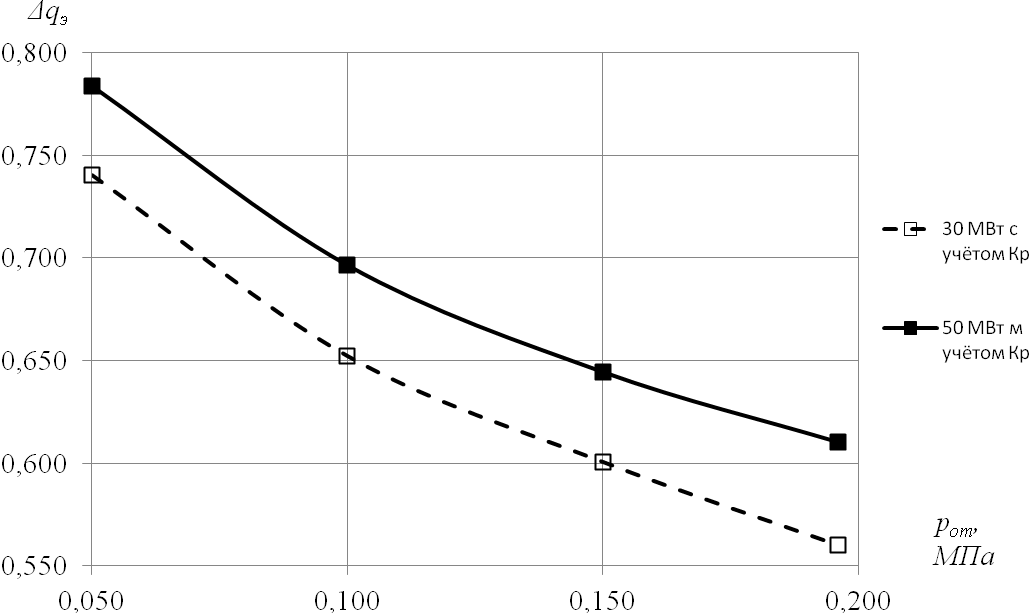 Δqэ
0,800
0,750
0,700
0,650
0,600
0,550
0,050
0,100
0,150
0,200
pот,
МПа
30 МВт с
учётом Кр
50 МВт м
учётом Кр